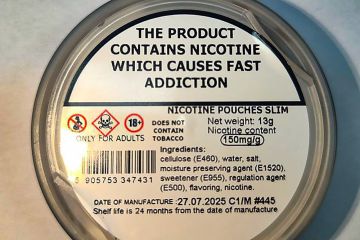 THE PRODUCT
CONTAINS NICOTINE
WHICH CAUSES FAST
ADDICTION
NICOTINE POUCHES SLIM
18+
ONLY FOR ADULTS
DOES NOT
CONTAIN
TOBACCO
Net weight: 13g
Nicotine content
150mg/g
5 905753 347431
Ingredients:
cellulose (E460), water, salt,
moisture preserving agent (E1520),
sweetener (E955), regulation agent
(E500), flavoring, nicotine.
DATE OF MANUFACTURE: 27.07.2025 C1/M #445
Shelf life is 24 months from the date of manufacture